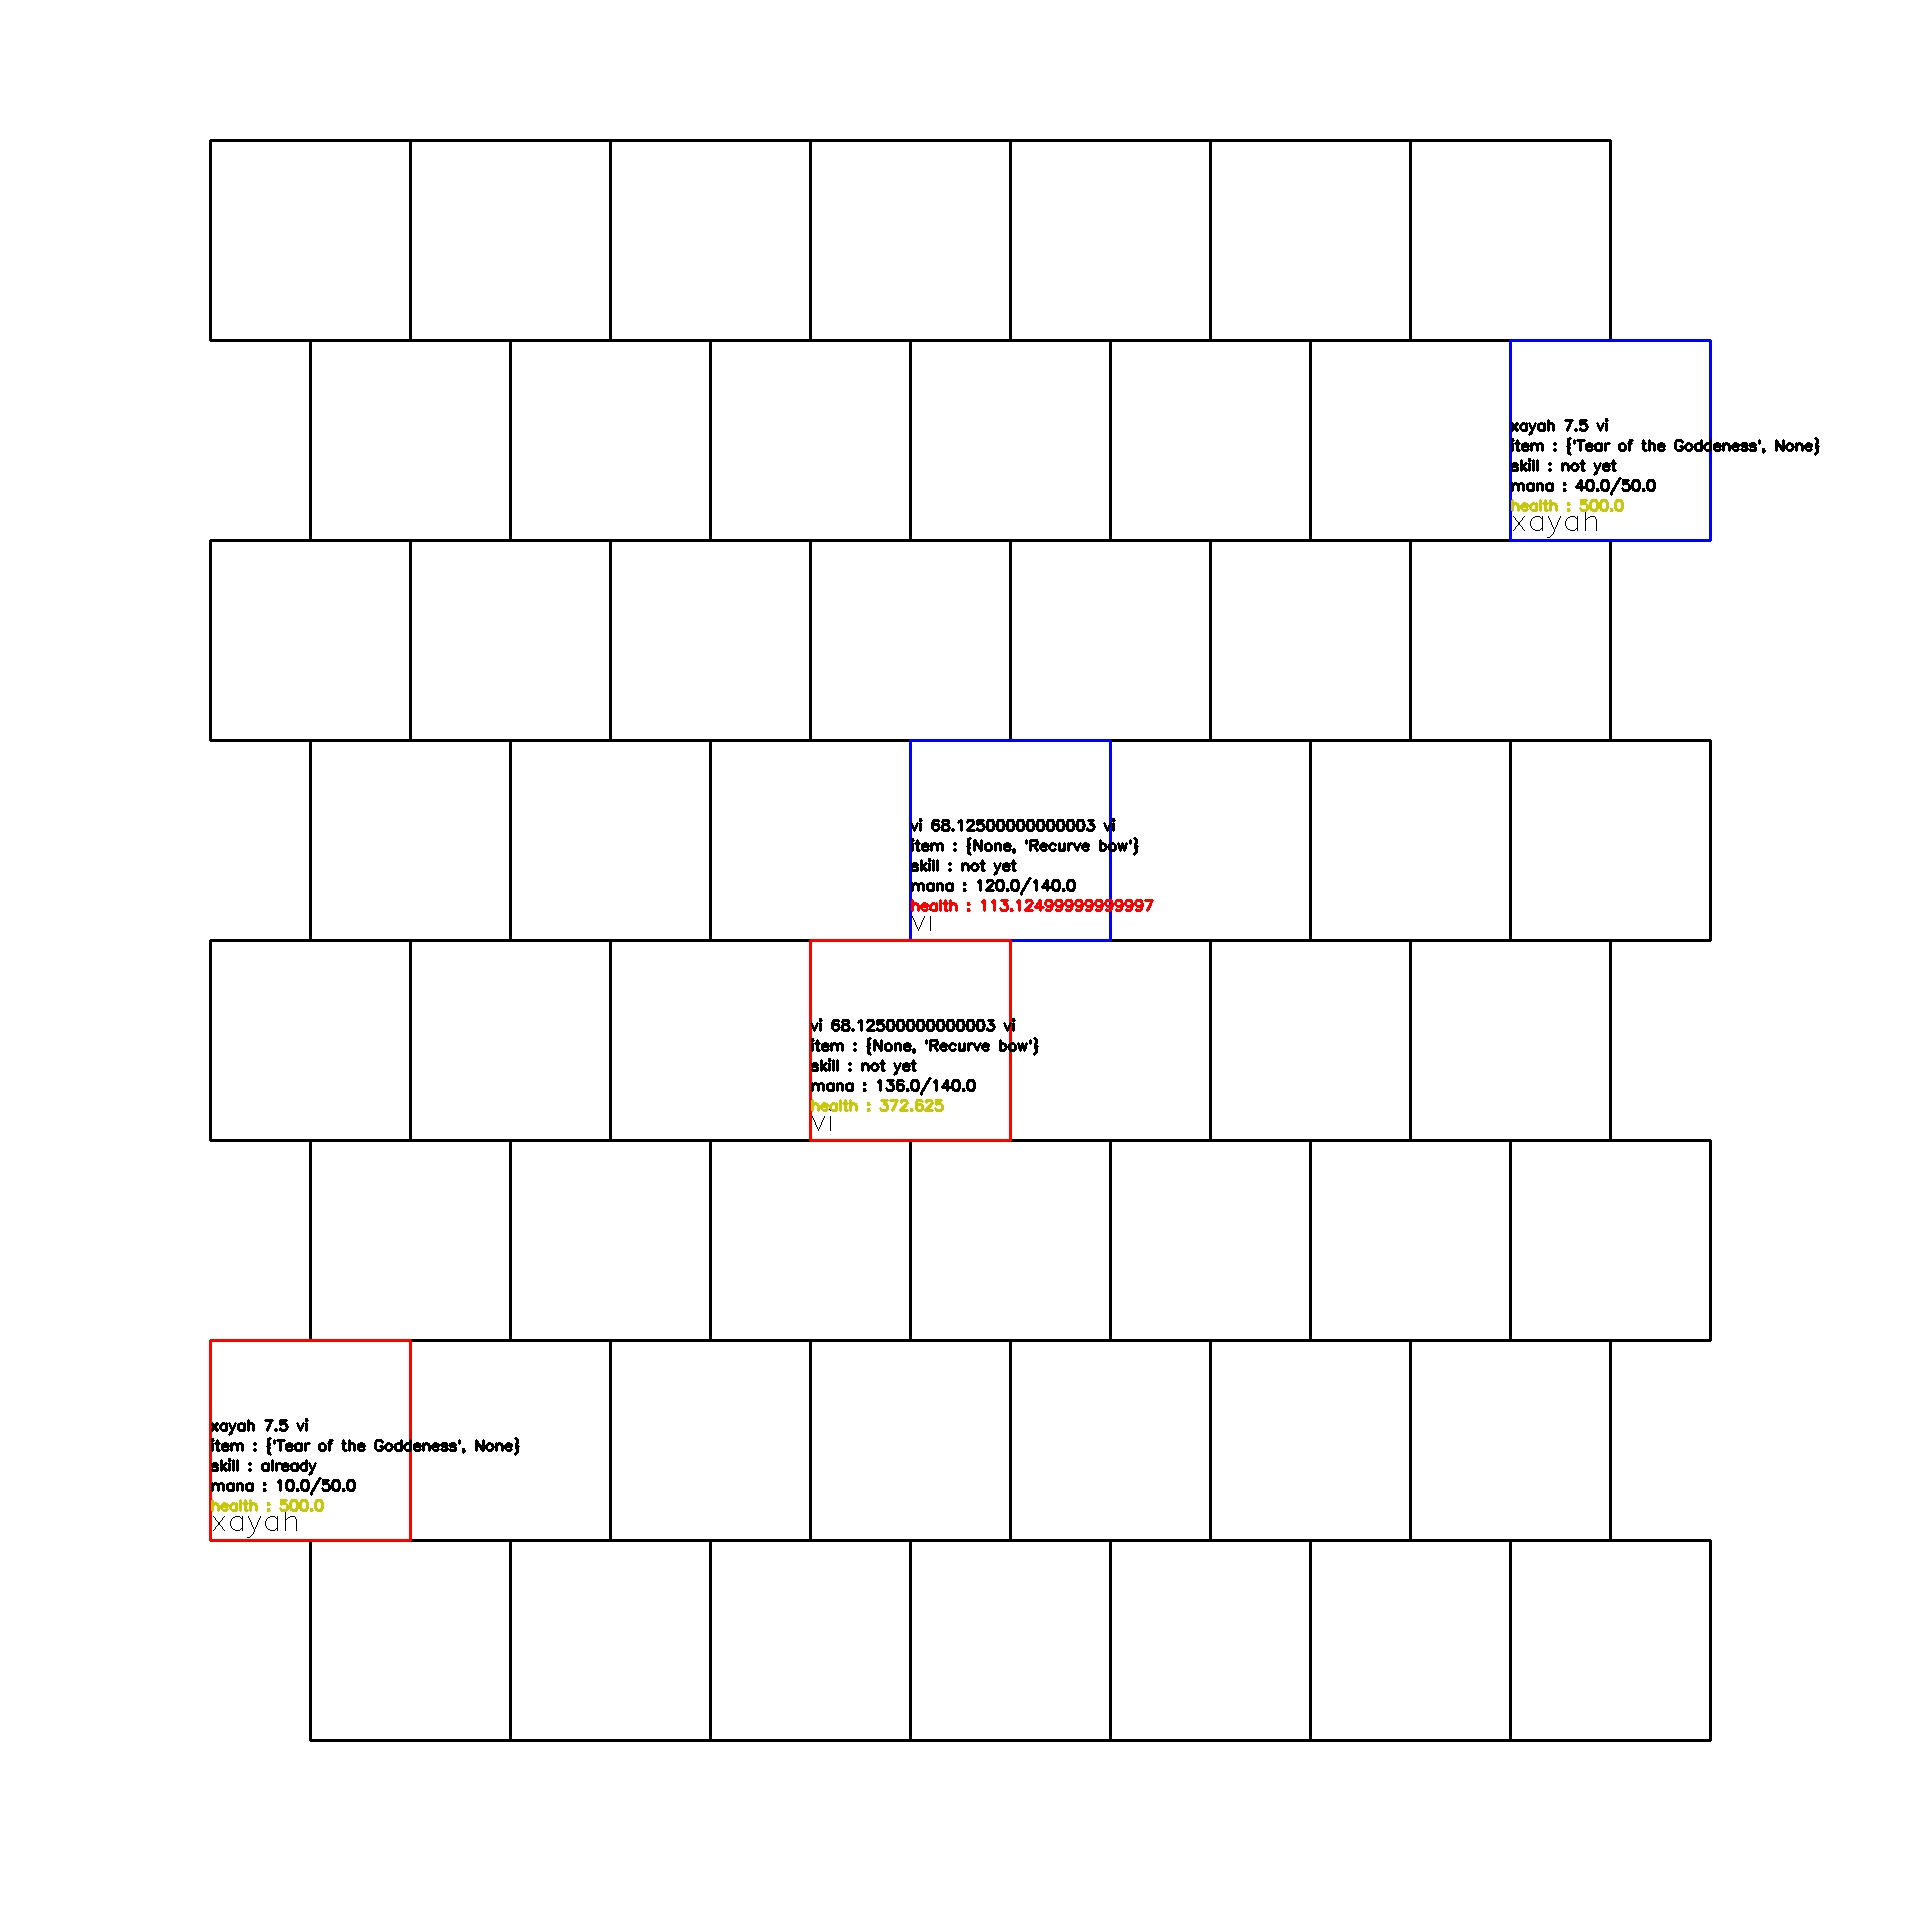 xayah 7.5 vi
item : {'Tear of the Goddeness', None}
skill : not yet
mana : 40.0/50.0
health : 500.0
xayah
vi 68.12500000000003 vi
item : {None, 'Recurve bow'}
skill : not yet
mana : 120.0/140.0
health : 113.12499999999997
vi
vi 68.12500000000003 vi
item : {None, 'Recurve bow'}
skill : not yet
mana : 136.0/140.0
health : 372.625
vi
xayah 7.5 vi
item : {'Tear of the Goddeness', None}
skill : already
mana : 10.0/50.0
health : 500.0
xayah